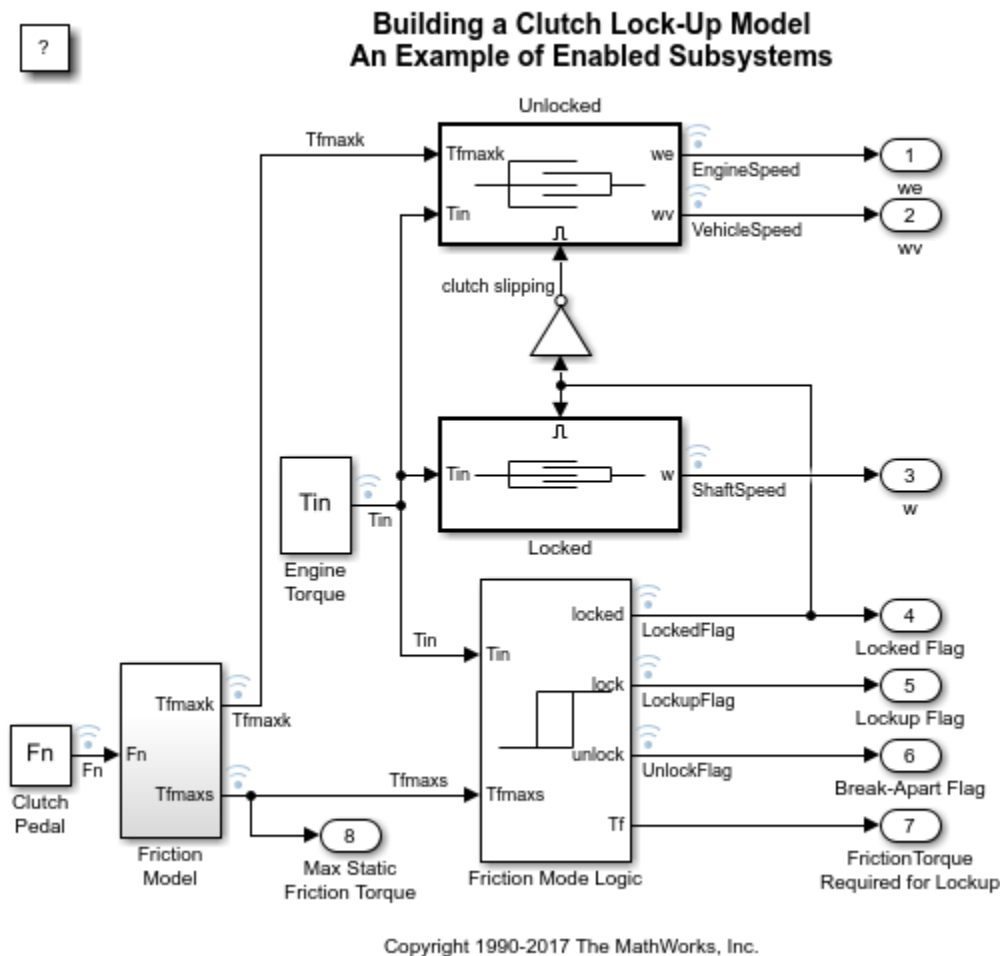 Building a Clutch Lock-Up Model
An Example of Enabled Subsystems
?
Unlocked
Tfmaxk
Tfmaxk
we
EngineSpeed
1
we
Tin
wv
VehicleSpeed
2
wv
clutch slipping
Tin
Tin
Engine
Torque
Tin
w
ShaftSpeed
3
w
Locked
locked
LockedFlag
4
Locked Flag
Tin
Tin
lock
LockupFlag
5
Lockup Flag
unlock
UnlockFlag
6
Break-Apart Flag
Tfmaxs
Tfmaxs
Tf
7
FrictionTorque
Required for Lockup
Friction Mode Logic
Fn
Fn
Clutch
Pedal
Fn
Tfmaxk
Tfmaxk
Tfmaxs
Friction
Model
8
Max Static
Friction Torque
Copyright 1990-2017 The MathWorks, Inc.